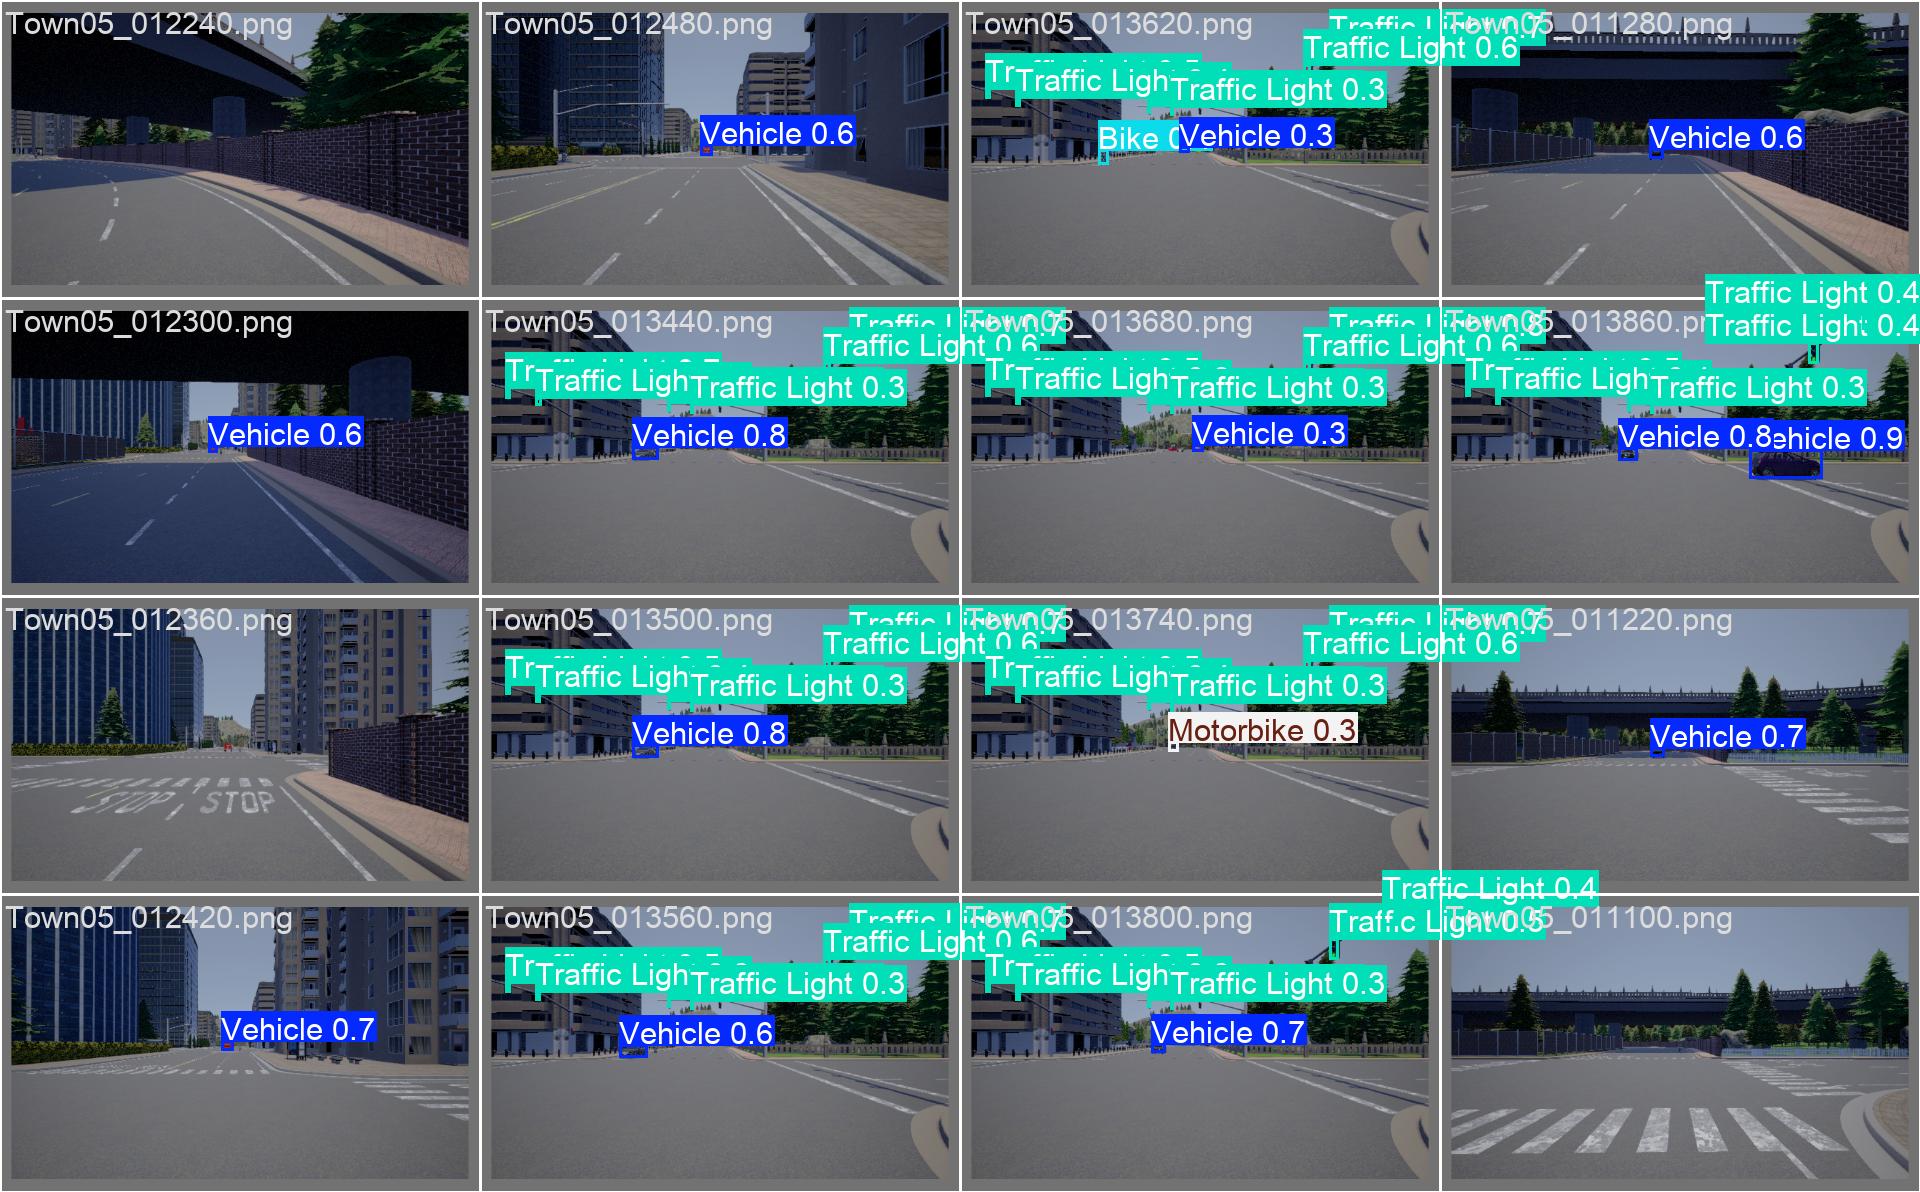 Town05_012240.png
Town05_012480.png
Vehicle 0.6
Town05_013620.png
Traffic Light 0.6
Traffic Light 0.3
Bike
Vehicle 0.3
Town05_011280.png
Vehicle 0.6
Town05_012300.png
Vehicle 0.6
Town05_013440.png
Traffic Light 0.6
Traffic Light 0.3
Vehicle 0.8
Town05_013680.png
Traffic Light 0.6
Traffic Light 0.3
Vehicle 0.3
Town05_013860
Traffic Light 0.4
Traffic Light 0.4
Traffic Light 0.3
Vehicle 0.8
ehicle 0.9
Town05_012360.png
STOP STOP
Town05_013500.png
Traffic Light 0.6
Traffic Light 0.3
Vehicle 0.8
Town05_013740.png
Traffic Light 0.6
Traffic Light 0.3
Motorbike 0.3
Town05_011220.png
Vehicle 0.7
Town05_012420.png
Vehicle 0.7
Town05_013560.png
Traffic Light 0.6
Traffic Light 0.3
Vehicle 0.6
Town05_013800.png
Traffic Light 0.4
Traffic Light 0.5
Traffic Light 0.3
Vehicle 0.7
Town05_011100.png